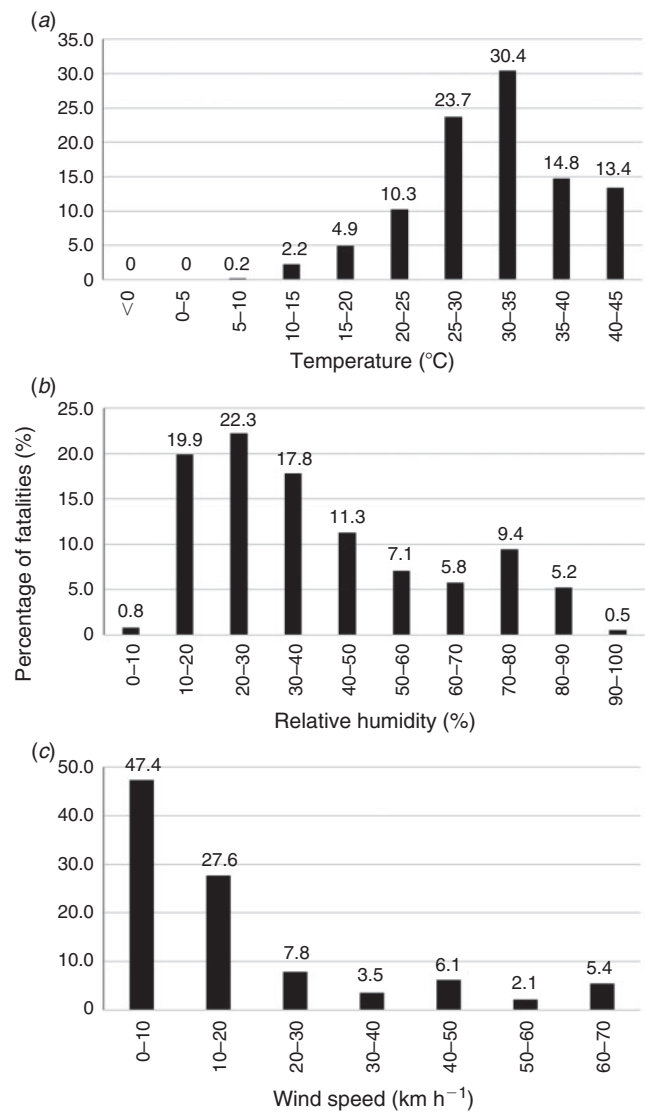 (a)
35.0
30.0
25.0
20.0
15.0
10.0
5.0
0
0 0 0.2 2.2 4.9 10.3 23.7 30.4 14.8 13.4
<0 0–5 5–10 10–15 15–20 20–25 25–30 30–35 35–40 40–45
Temperature (°C)
Percentage of fatalities (%)
(b)
25.0
20.0
15.0
10.0
5.0
0
0.8 19.9 22.3 17.8 11.3 7.1 5.8 9.4 5.2 0.5
0–10 10–20 20–30 30–40 40–50 50–60 60–70 70–80 80–90 90–100
Relative humidity (%)
(c)
50.0
40.0
30.0
20.0
10.0
0
47.4 27.6 7.8 3.5 6.1 2.1 5.4
0–10 10–20 20–30 30–40 40–50 50–60 60–70
Wind speed (km h⁻¹)